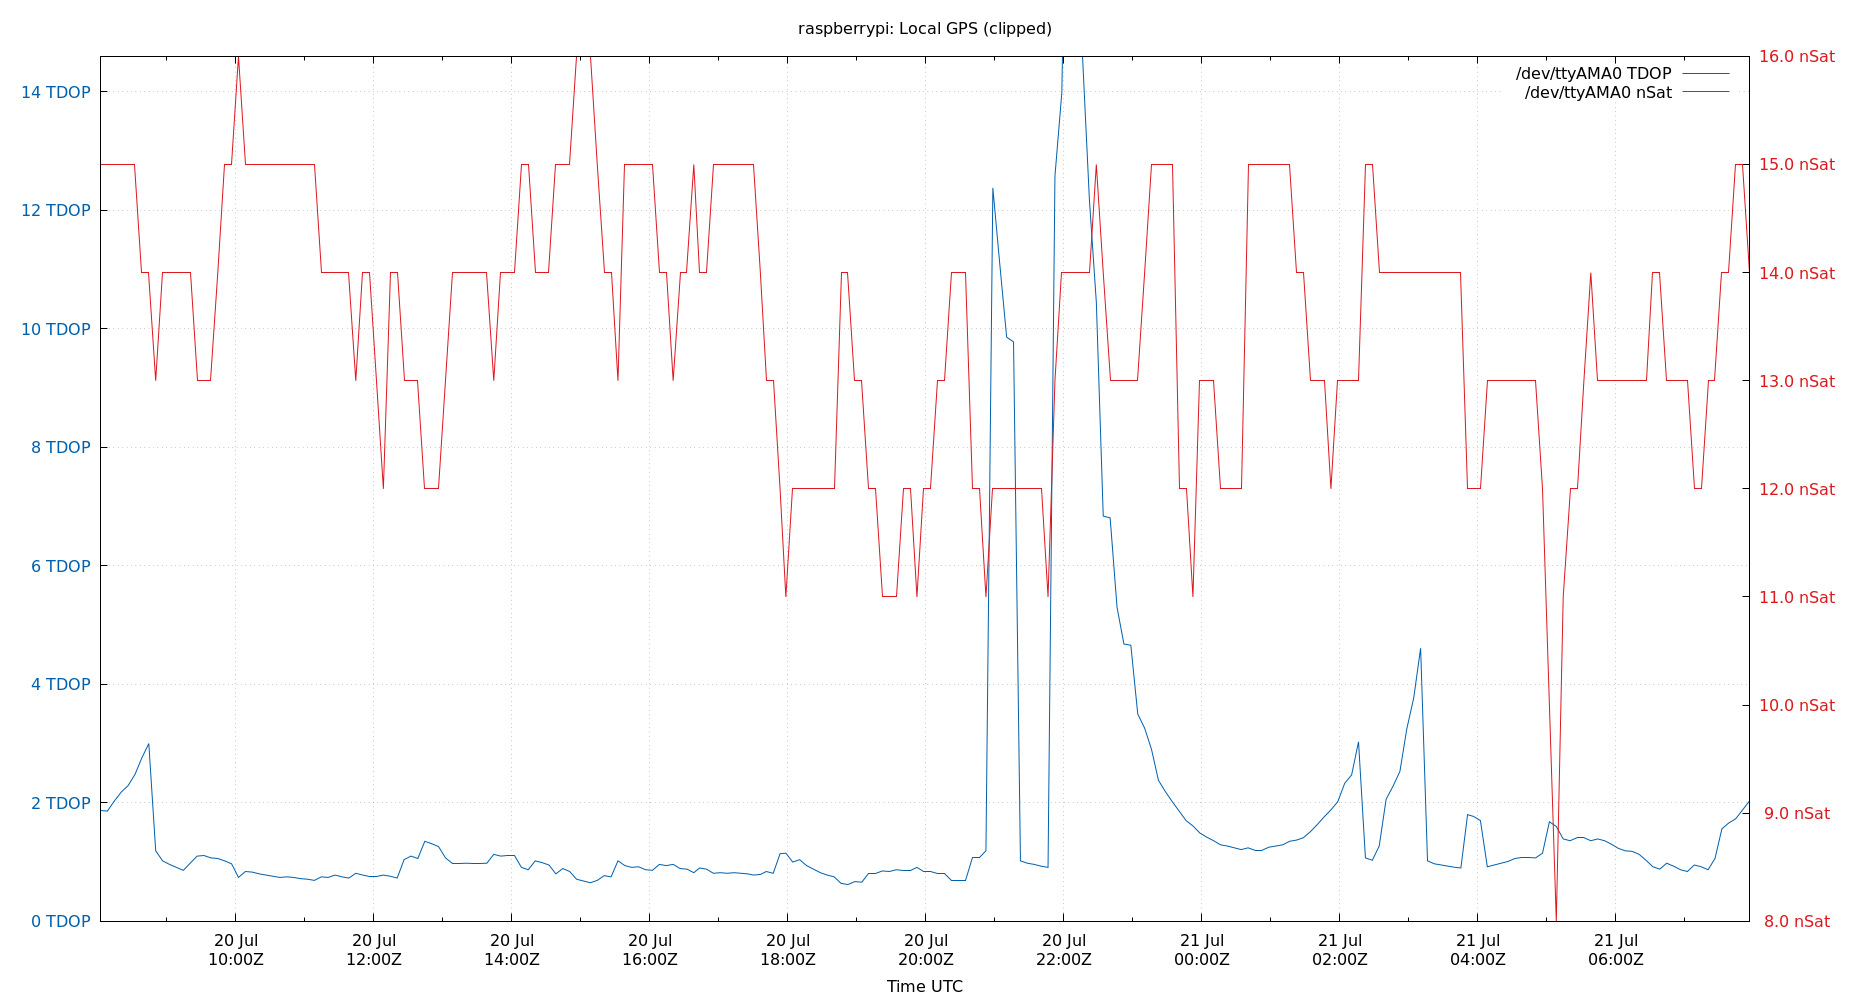 raspberrypi: Local GPS (clipped)
/dev/ttyAMA0 TDOP
/dev/ttyAMA0 nSat
14 TDOP
12 TDOP
10 TDOP
8 TDOP
6 TDOP
4 TDOP
2 TDOP
0 TDOP
16.0 nSat
15.0 nSat
14.0 nSat
13.0 nSat
12.0 nSat
11.0 nSat
10.0 nSat
9.0 nSat
8.0 nSat
20 Jul
10:00Z
20 Jul
12:00Z
20 Jul
14:00Z
20 Jul
16:00Z
20 Jul
18:00Z
20 Jul
20:00Z
20 Jul
22:00Z
21 Jul
00:00Z
21 Jul
02:00Z
21 Jul
04:00Z
21 Jul
06:00Z
Time UTC